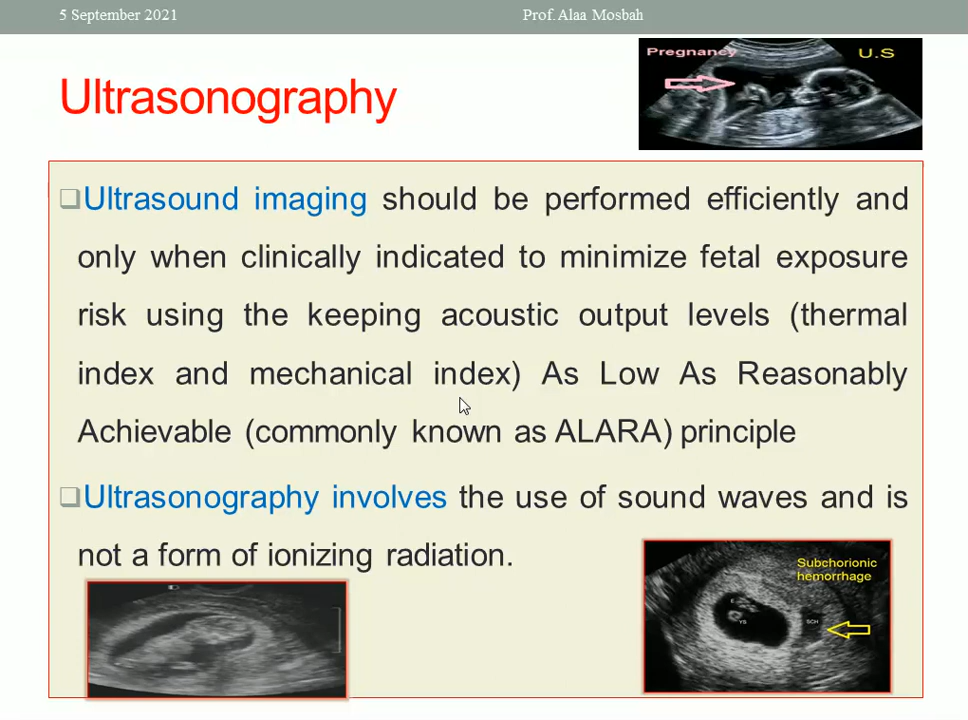 5 September 2021
Prof. Alaa Mosbah
Pregnancy
U.S
Ultrasonography
Ultrasound imaging should be performed efficiently and
only when clinically indicated to minimize fetal exposure
risk using the keeping acoustic output levels (thermal
index and mechanical index) As Low As Reasonably
Achievable (commonly known as ALARA) principle
Ultrasonography involves the use of sound waves and is
not a form of ionizing radiation.
Subchorionic
hemorrhage
E
YS
SCH